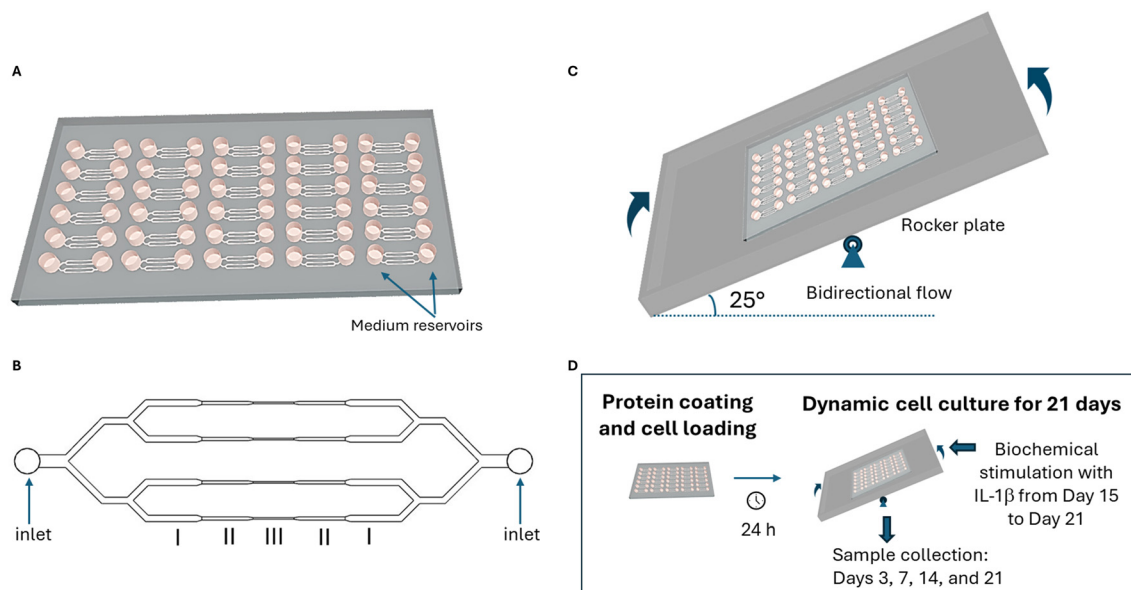 A
Medium reservoirs
B
inlet
inlet
I II III II I
C
Rocker plate
25°
Bidirectional flow
D
Protein coating
and cell loading
24 h
Dynamic cell culture for 21 days
Biochemical
stimulation with
IL-1β from Day 15
to Day 21
Sample collection:
Days 3, 7, 14, and 21